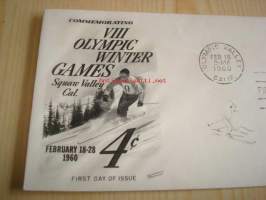 COMMEMORATING
VIII
OLYMPIC
WINTER
GAMES
Squaw Valley
Cal.
FEBRUARY 18-28
1960
4¢
FIRST DAY OF ISSUE
OLYMPIC VALLEY
FEB 18
1960
CALIF.